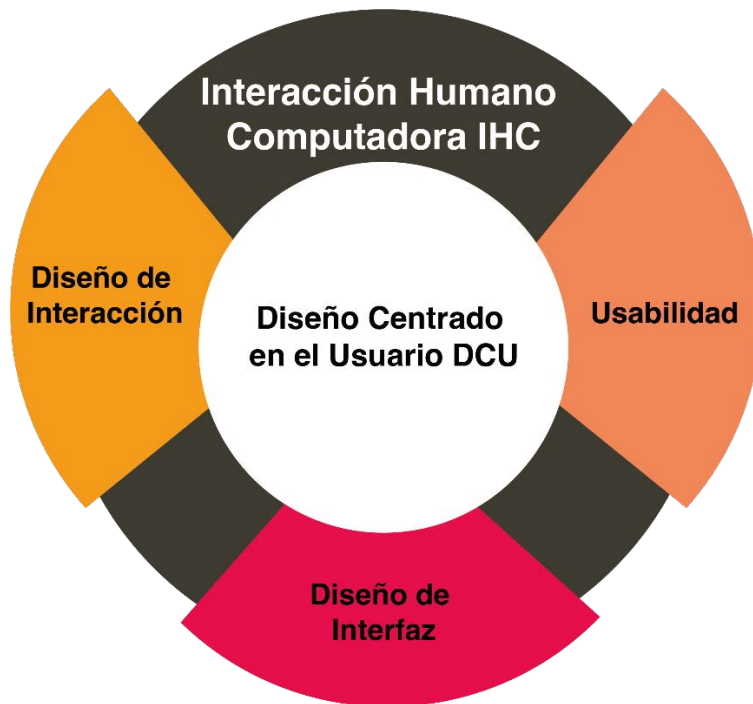 Interacción Humano
Computadora IHC
Diseño de
Interacción
Diseño Centrado
en el Usuario DCU
Usabilidad
Diseño de
Interfaz